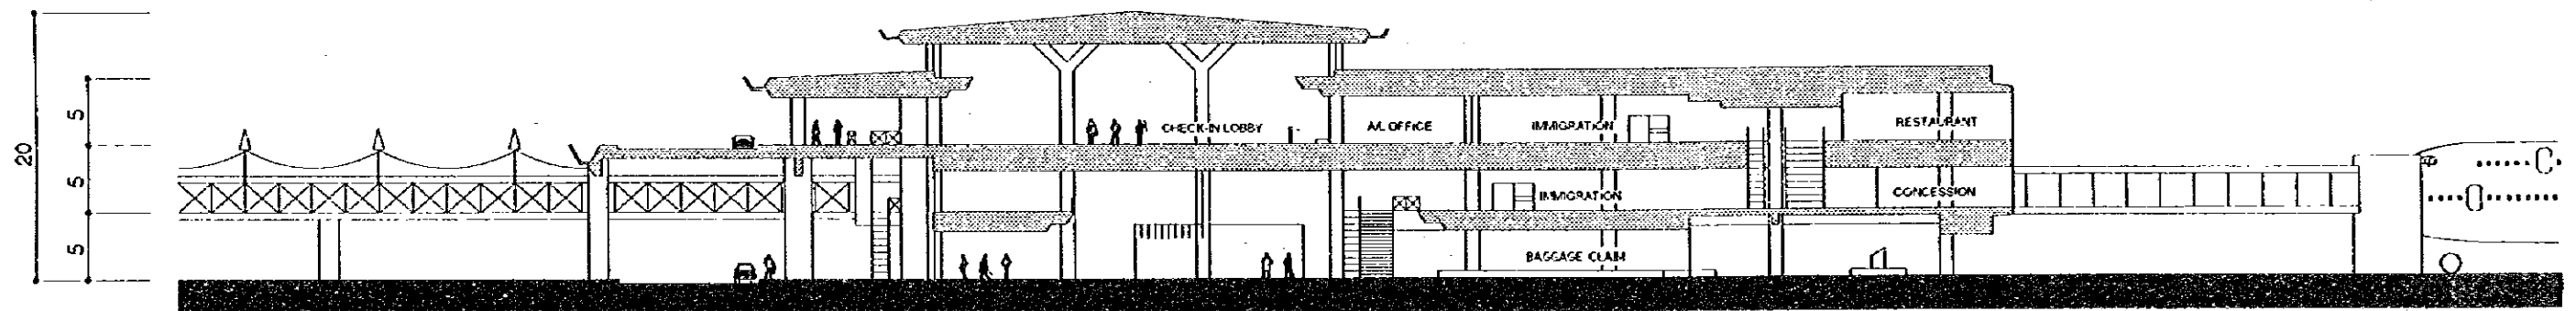 20
5
5
5
CHECK-IN LOBBY
A/L OFFICE
IMMIGRATION
RESTAURANT
IMMIGRATION
CONCESSION
BAGGAGE CLAIM